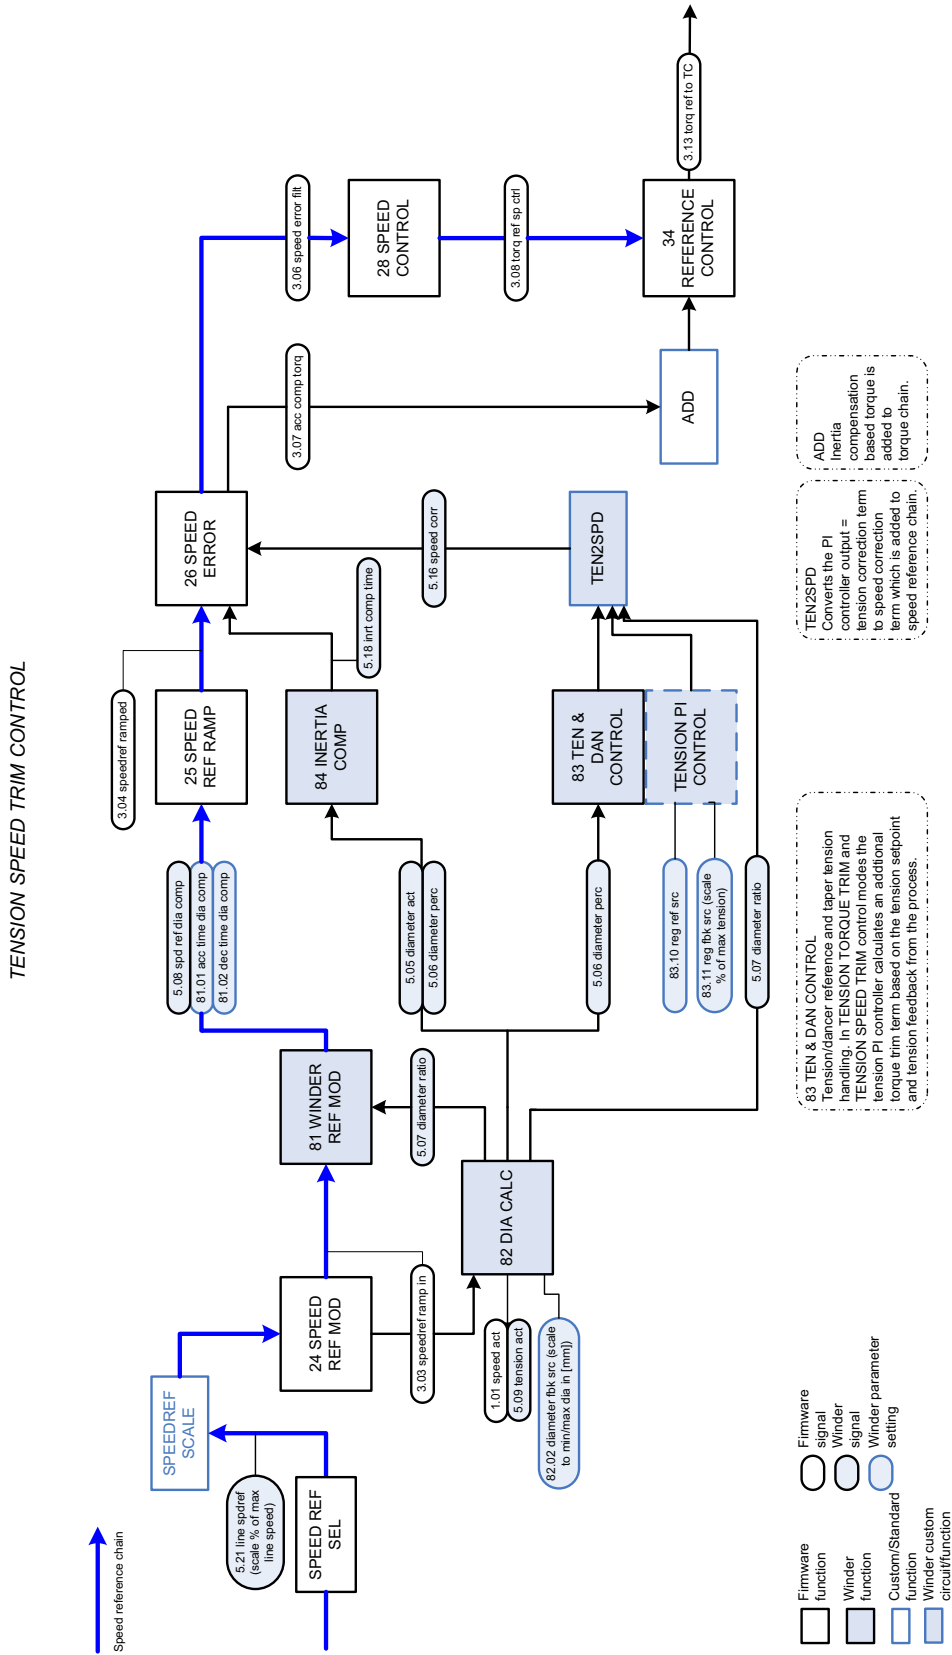 TENSION SPEED TRIM CONTROL
Speed reference chain
SPEED REF
SEL
5.21 line spdref
(scale % of max
line speed)
SPEEDREF
SCALE
24 SPEED
REF MOD
3.03 speedref ramp in
1.01 speed act
5.09 tension act
82.02 diameter fbk src (scale
to min/max dia in [mm])
82 DIA CALC
81 WINDER
REF MOD
5.07 diameter ratio
5.08 spd ref dia comp
81.01 acc time dia comp
81.02 dec time dia comp
5.05 diameter act
5.06 diameter perc
5.06 diameter perc
83.10 reg ref src
83.11 reg fbk src (scale
% of max tension)
5.07 diameter ratio
25 SPEED
REF RAMP
3.04 speedref ramped
84 INERTIA
COMP
5.18 inrt comp time
83 TEN &
DAN
CONTROL
TENSION PI
CONTROL
26 SPEED
ERROR
5.16 speed corr
TEN2SPD
3.07 acc comp torq
ADD
3.06 speed error filt
28 SPEED
CONTROL
3.08 torq ref sp ctrl
34
REFERENCE
CONTROL
3.13 torq ref to TC
Firmware
function
Winder
function
Custom/Standard
function
Winder custom
circuit/function
Firmware
signal
Winder
signal
Winder parameter
setting
83 TEN & DAN CONTROL
Tension/dancer reference and taper tension
handling. In TENSION TORQUE TRIM and
TENSION SPEED TRIM control modes the
tension PI controller calculates an addtional
torque trim term based on the tension setpoint
and tension feedback from the process.
TEN2SPD
Converts the PI
controller output =
tension correction term
to speed correction
term which is added to
speed reference chain.
ADD
Inertia
compensation
based torque is
added to
torque chain.